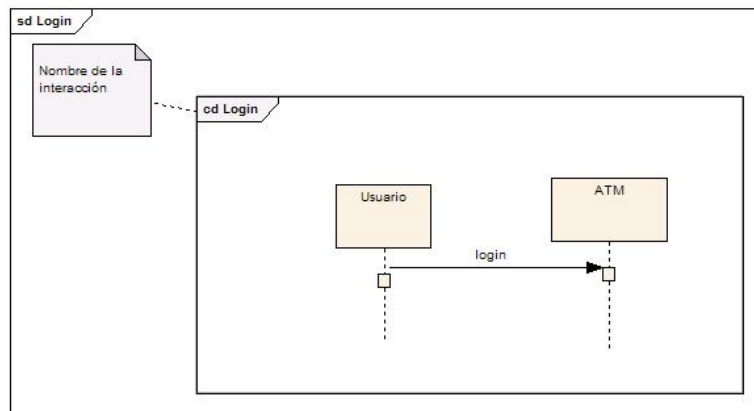 sd Login
Nombre de la
interacción
cd Login
Usuario
ATM
login